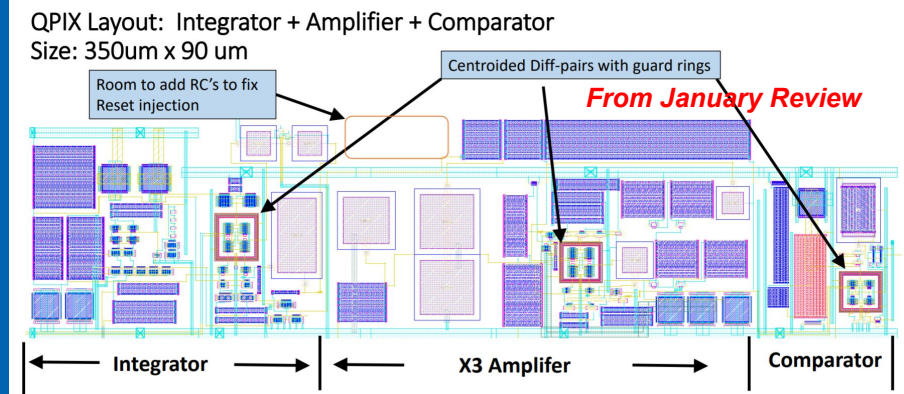 QPIX Layout:  Integrator + Amplifier + Comparator
Size: 350um x 90 um
Room to add RC's to fix
Reset injection
Centroided Diff-pairs with guard rings
From January Review
Integrator
X3 Amplifer
Comparator